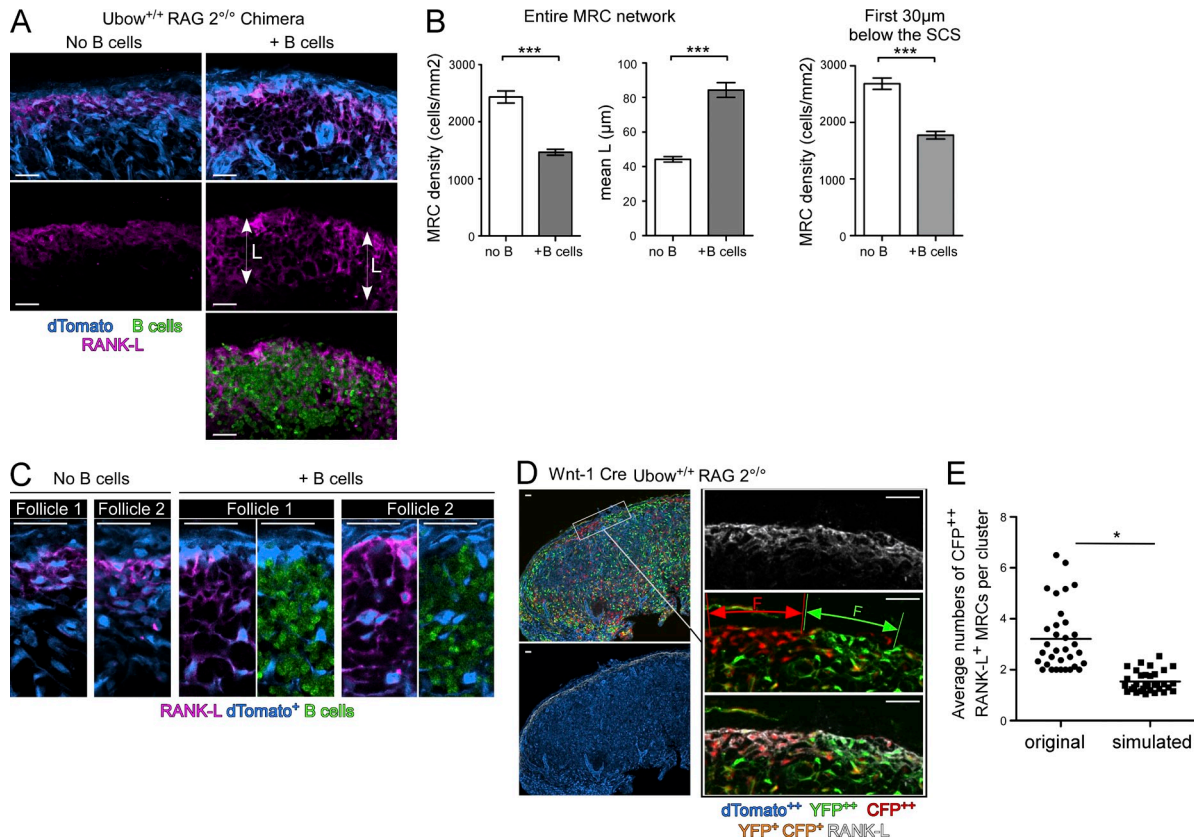 A
Ubow+/+ RAG 2°/° Chimera
No B cells
+ B cells
L
L
dTomato B cells
RANK-L
B
Entire MRC network
First 30µm
below the SCS
***
MRC density (cells/mm2)
3000
2000
1000
0
no B
+B cells
***
mean L (µm)
100
80
60
40
20
0
no B
+B cells
***
MRC density (cells/mm2)
3000
2000
1000
0
no B
+B cells
C
No B cells
+ B cells
Follicle 1
Follicle 2
Follicle 1
Follicle 2
RANK-L dTomato+ B cells
D
Wnt-1 Cre Ubow+/+ RAG 2°/°
F
F
dTomato++ YFP++ CFP++
YFP+ CFP+ RANK-L
E
Average numbers of CFP++
RANK-L+ MRCs per cluster
8
6
4
2
0
*
original
simulated